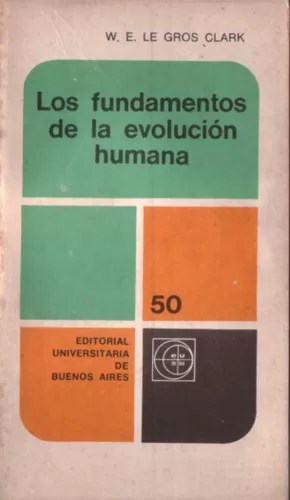 W. E. LE GROS CLARK
Los fundamentos
de la evolución
humana
50
EDITORIAL
UNIVERSITARIA
DE
BUENOS AIRES